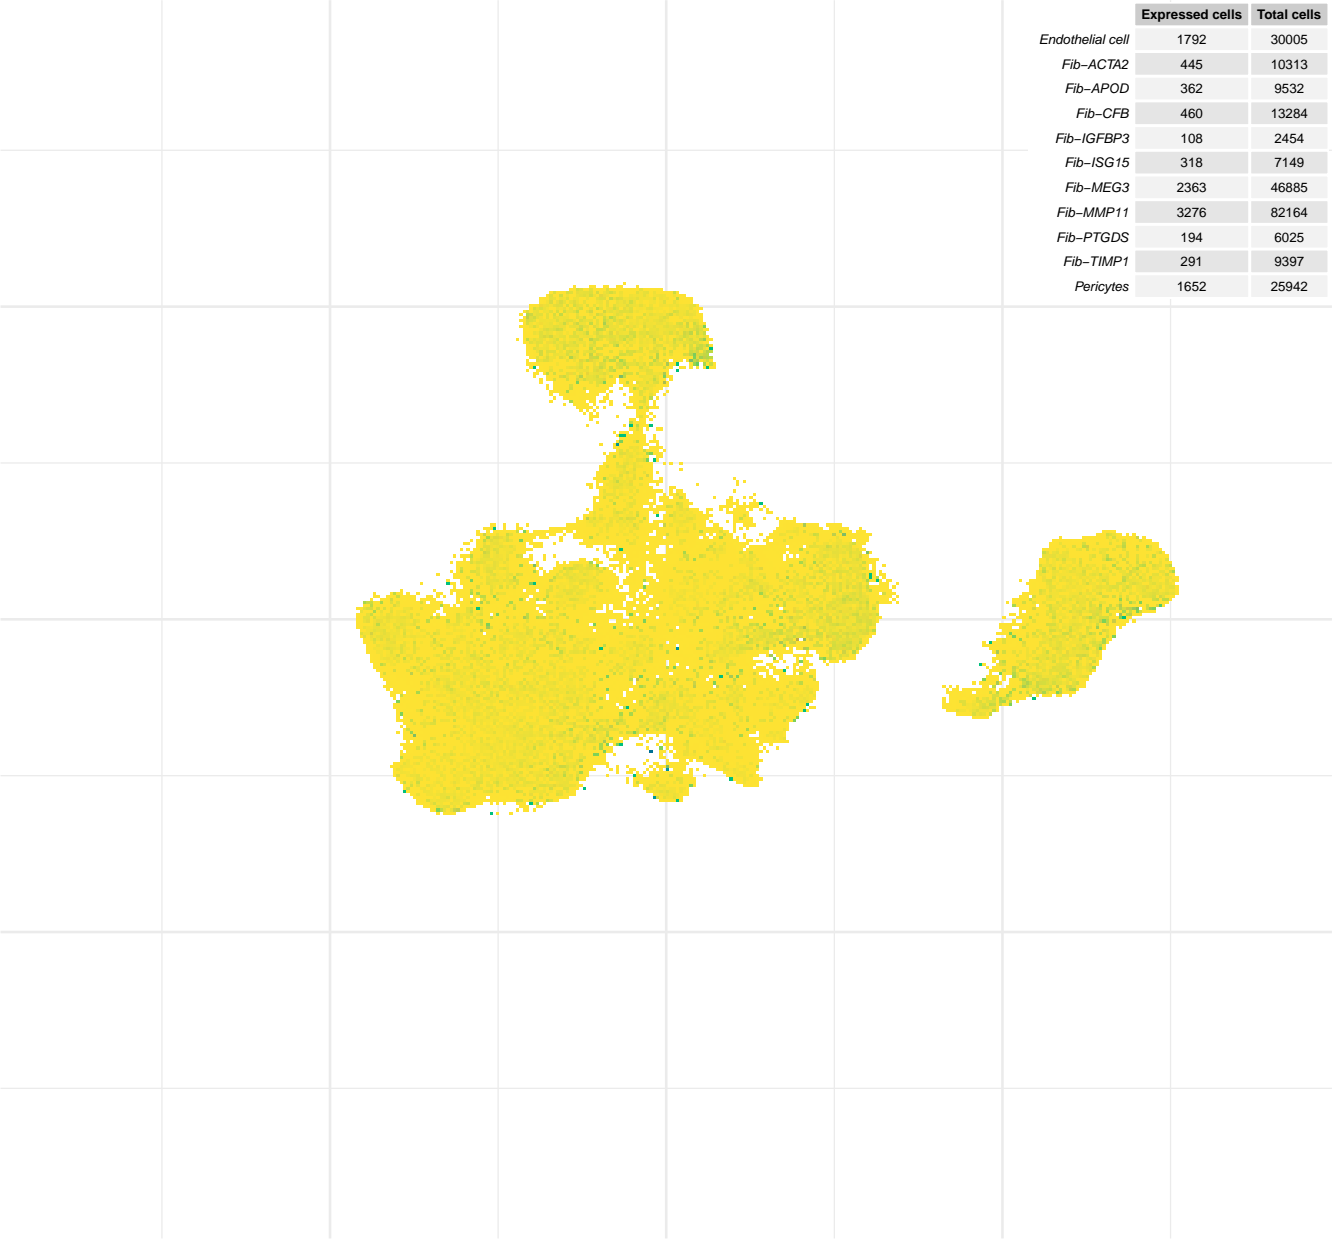 Expressed cells Total cells
Endothelial cell 1792 30005
Fib−ACTA2 445 10313
Fib−APOD 362 9532
Fib−CFB 460 13284
Fib−IGFBP3 108 2454
Fib−ISG15 318 7149
Fib−MEG3 2363 46885
Fib−MMP11 3276 82164
Fib−PTGDS 194 6025
Fib−TIMP1 291 9397
Pericytes 1652 25942